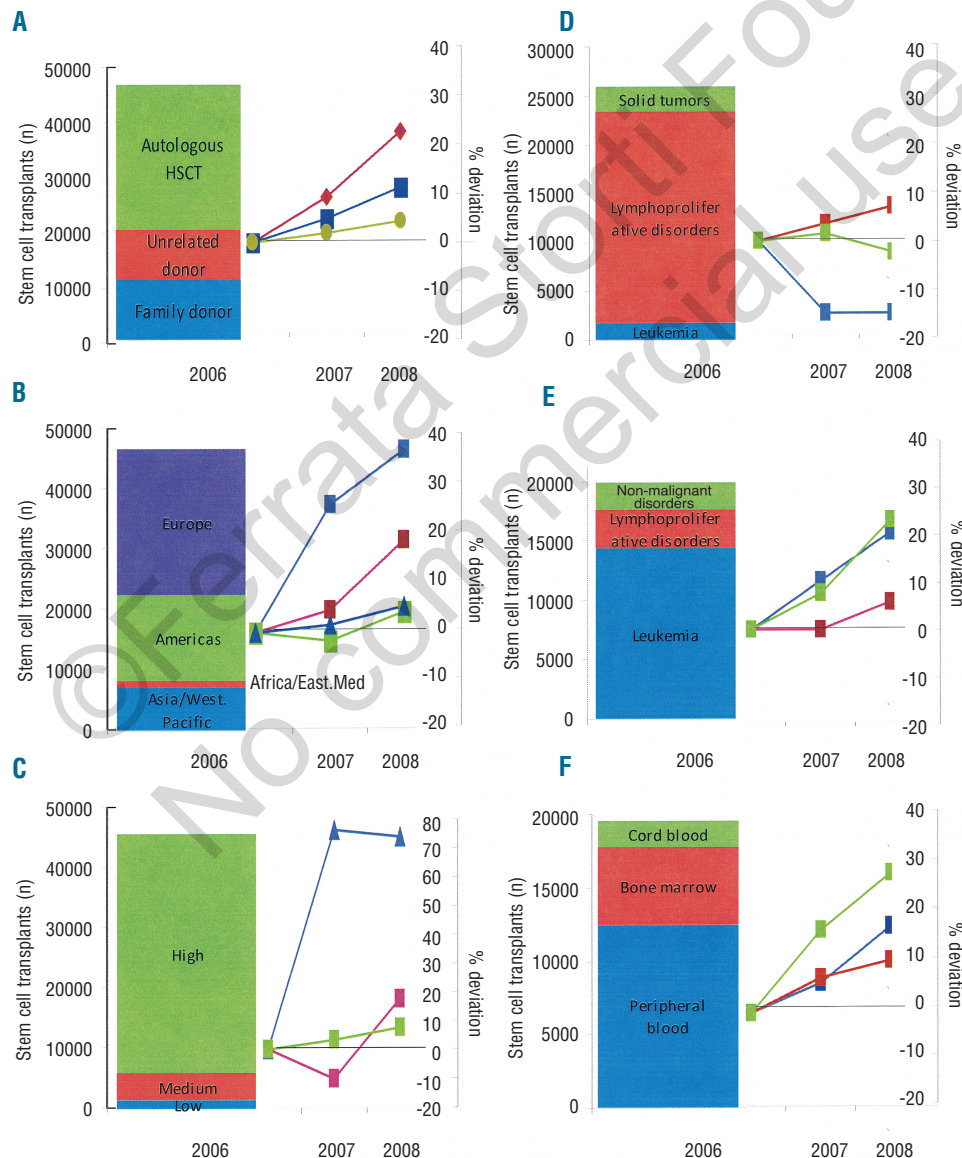 A
50000
40000
30000
20000
10000
0
Stem cell transplants (n)
Autologous
HSCT
Unrelated
donor
Family donor
40
30
20
10
0
-10
-20
% deviation
2006
2007
2008
B
50000
40000
30000
20000
10000
0
Stem cell transplants (n)
Europe
Americas
Asia/West.
Pacific
Africa/East.Med
40
30
20
10
0
-10
-20
% deviation
2006
2007
2008
C
50000
40000
30000
20000
10000
0
Stem cell transplants (n)
High
Medium
Low
80
70
60
50
40
30
20
10
0
-10
-20
% deviation
2006
2007
2008
D
30000
25000
20000
15000
10000
5000
0
Stem cell transplants (n)
Solid tumors
Lymphoprolifer
ative disorders
Leukemia
40
30
20
10
0
-10
-20
% deviation
2006
2007
2008
E
20000
15000
10000
5000
0
Stem cell transplants (n)
Non-malignant
disorders
Lymphoprolifer
ative disorders
Leukemia
40
30
20
10
0
-10
-20
% deviation
2006
2007
2008
F
20000
15000
10000
5000
0
Stem cell transplants (n)
Cord blood
Bone marrow
Peripheral
blood
40
30
20
10
0
-10
-20
% deviation
2006
2007
2008
©Ferrata Storti
No commercial use